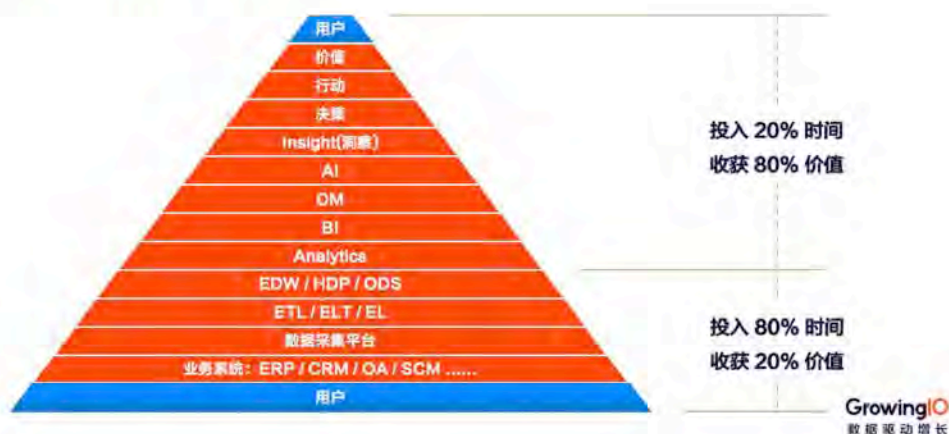 用户
价值
行动
决策
Insight(洞察)
AI
DM
BI
Analytics
EDW / HDP / ODS
ETL / ELT / EL
数据采集平台
业务系统：ERP / CRM / OA / SCM ……
用户
投入 20% 时间
收获 80% 价值
投入 80% 时间
收获 20% 价值
GrowingIO
数据驱动增长